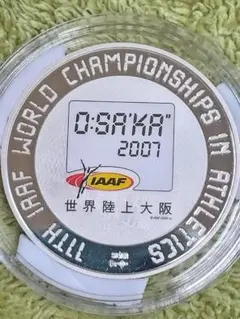 11TH IAAF WORLD CHAMPIONSHIPS IN ATHLETICS
O:SA'KA"
2007
IAAF
世界陸上大阪